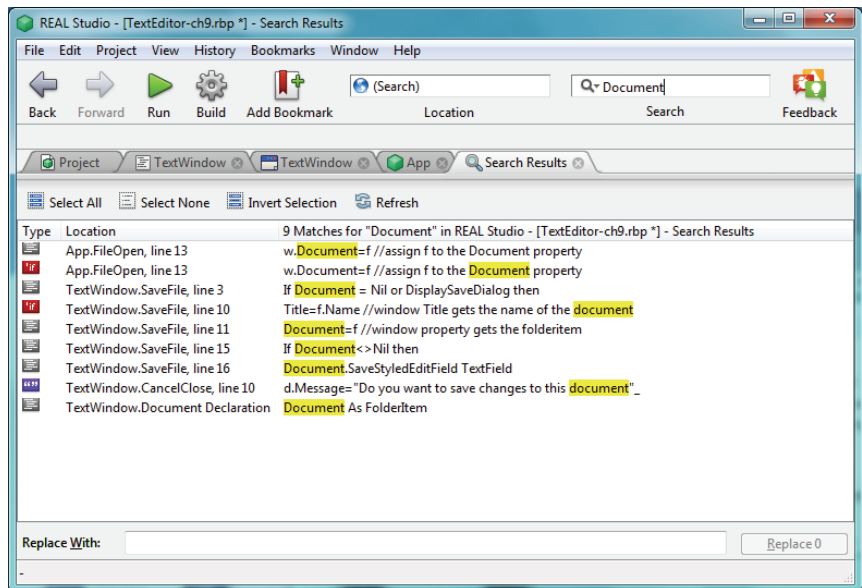 REAL Studio - [TextEditor-ch9.rbp *] - Search Results
File Edit Project View History Bookmarks Window Help
(Search) Document
Back Forward Run Build Add Bookmark Location Search Feedback
Project TextWindow TextWindow App Search Results
Select All Select None Invert Selection Refresh
Type Location 9 Matches for "Document" in REAL Studio - [TextEditor-ch9.rbp *] - Search Results
App.FileOpen, line 13 w.Document=f //assign f to the Document property
'if App.FileOpen, line 13 w.Document=f //assign f to the Document property
TextWindow.SaveFile, line 3 If Document = Nil or DisplaySaveDialog then
'if TextWindow.SaveFile, line 10 Title=f.Name //window Title gets the name of the document
TextWindow.SaveFile, line 11 Document=f //window property gets the folderitem
TextWindow.SaveFile, line 15 If Document<>Nil then
TextWindow.SaveFile, line 16 Document.SaveStyledEditField TextField
TextWindow.CancelClose, line 10 d.Message="Do you want to save changes to this document"_
TextWindow.Document Declaration Document As FolderItem
Replace With: Replace 0
-